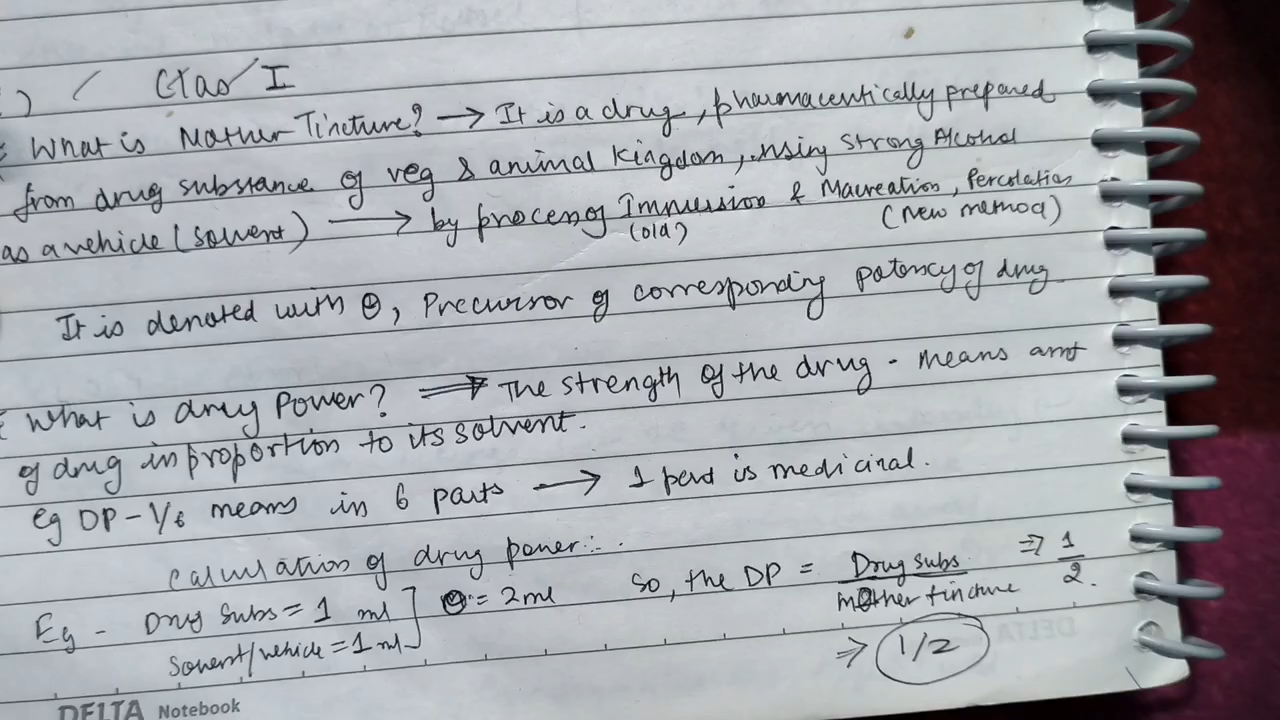 ) / Class I
What is Mother Tincture? → It is a drug, pharmaceutically prepared
from drug substance of veg & animal kingdom, using strong Alcohol
as a vehicle (solvent) → by process of Immersion & Macreation, Percolation
(old) (New method)
It is denoted with θ, Precursor of corresponding potency of drug
What is drug Power? ⇒ The strength of the drug - means amt
of drug in proportion to its solvent.
eg DP - 1/6 means in 6 parts → 1 part is medicinal.
Calculation of drug power:-
Eg - Drug Subs = 1 ml ] θ = 2ml So, the DP = Drug subs / Mother tincture ⇒ 1/2.
Solvent/vehicle = 1 ml
⇒ 1/2
DELTA Notebook